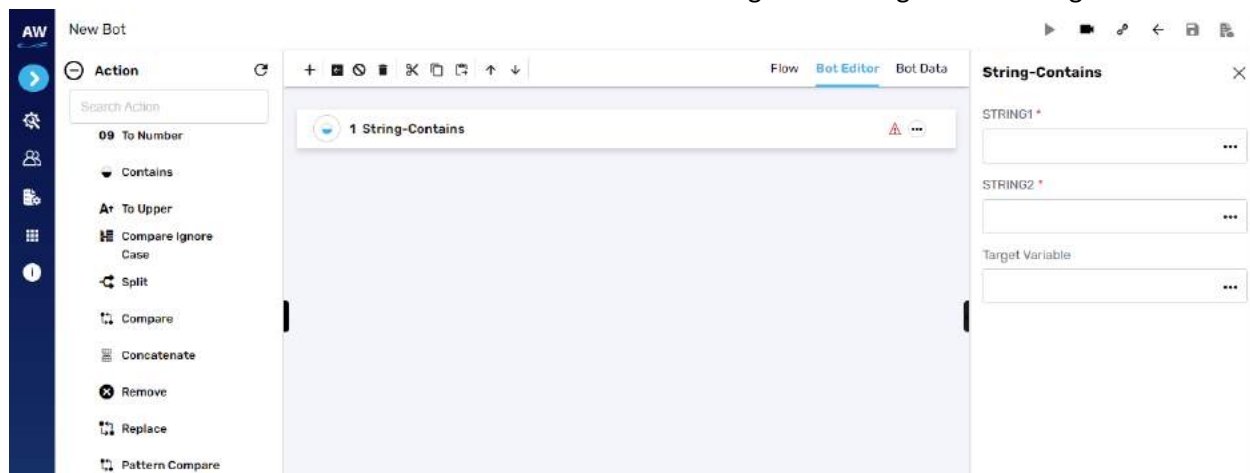 AW
New Bot
Action
Search Action
09 To Number
Contains
To Upper
Compare Ignore
Case
Split
Compare
Concatenate
Remove
Replace
Pattern Compare
Flow Bot Editor Bot Data
1 String-Contains
String-Contains
STRING1 *
STRING2 *
Target Variable